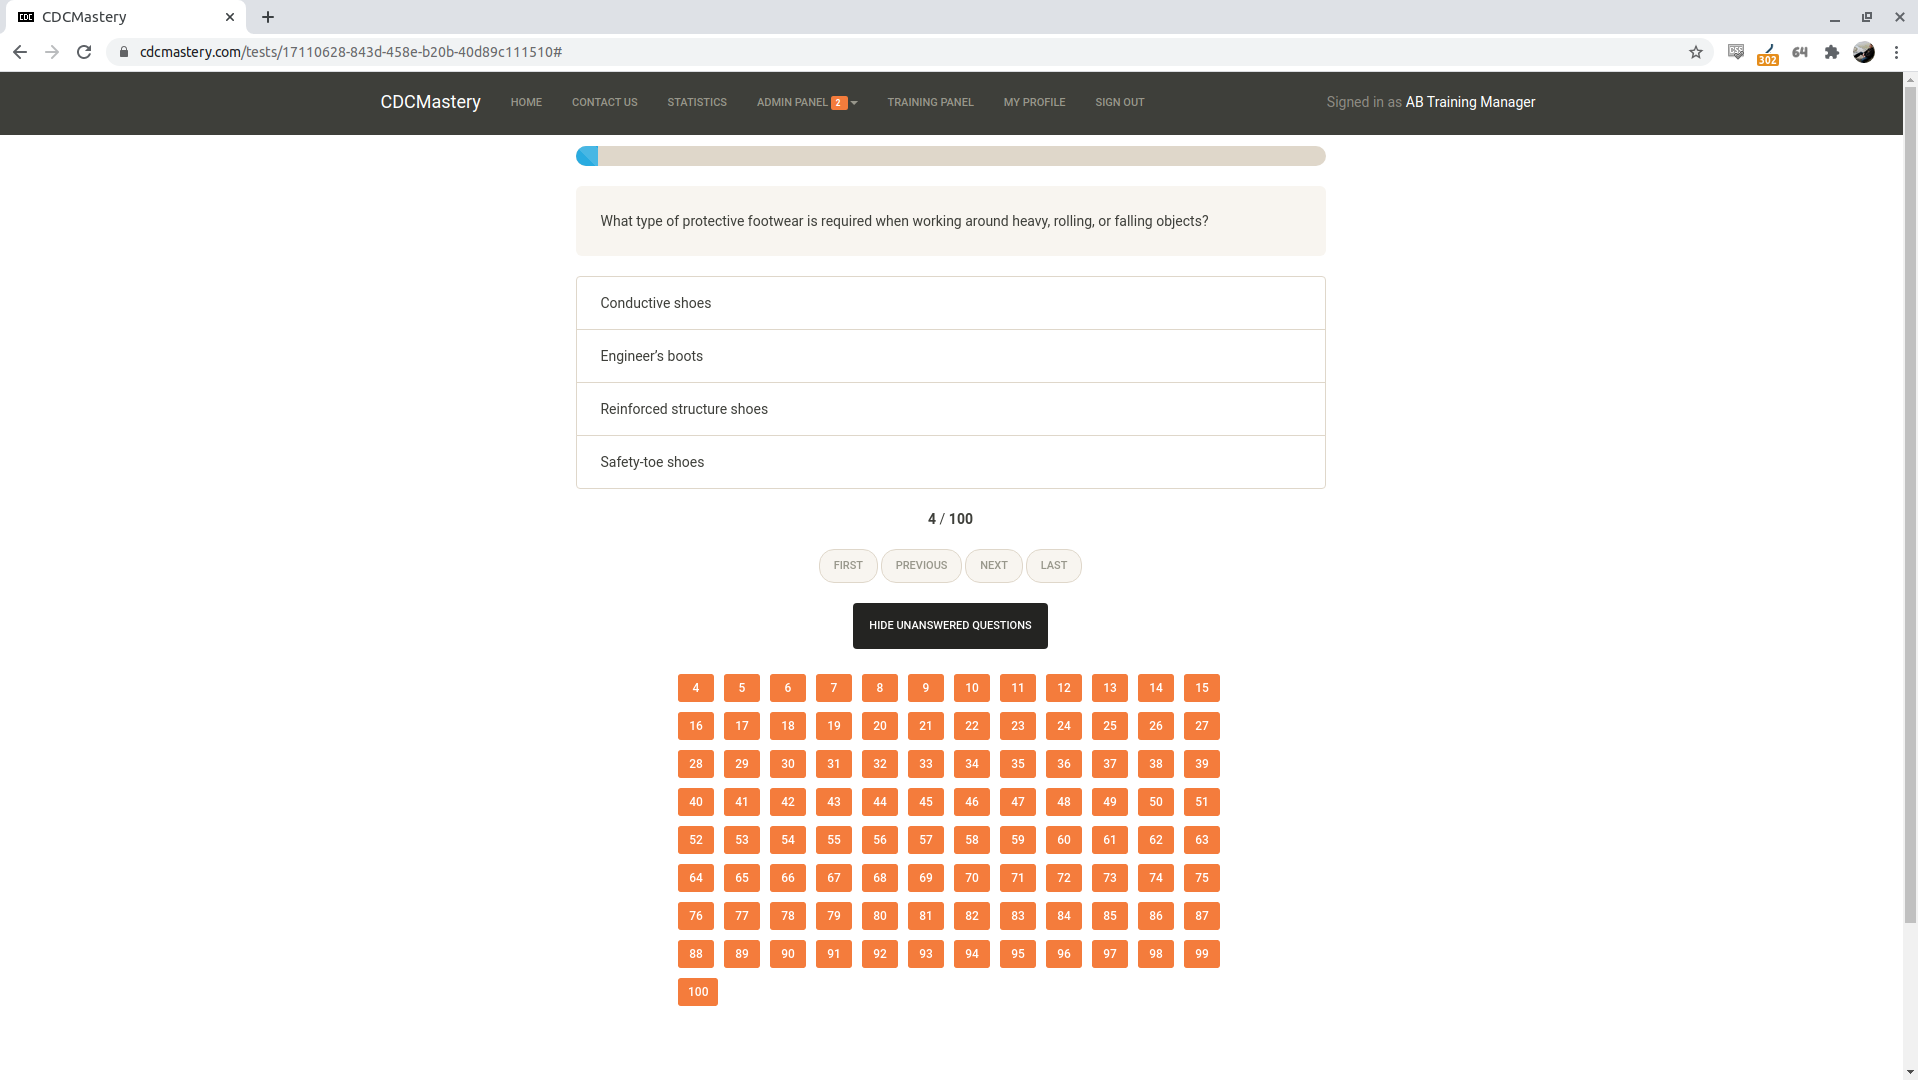 CDC CDCMastery
cdcmastery.com/tests/17110628-843d-458e-b20b-40d89c111510#
302
64
CDCMastery HOME CONTACT US STATISTICS ADMIN PANEL 2 TRAINING PANEL MY PROFILE SIGN OUT Signed in as AB Training Manager
What type of protective footwear is required when working around heavy, rolling, or falling objects?
Conductive shoes
Engineer’s boots
Reinforced structure shoes
Safety-toe shoes
4 / 100
FIRST PREVIOUS NEXT LAST
HIDE UNANSWERED QUESTIONS
4 5 6 7 8 9 10 11 12 13 14 15
16 17 18 19 20 21 22 23 24 25 26 27
28 29 30 31 32 33 34 35 36 37 38 39
40 41 42 43 44 45 46 47 48 49 50 51
52 53 54 55 56 57 58 59 60 61 62 63
64 65 66 67 68 69 70 71 72 73 74 75
76 77 78 79 80 81 82 83 84 85 86 87
88 89 90 91 92 93 94 95 96 97 98 99
100